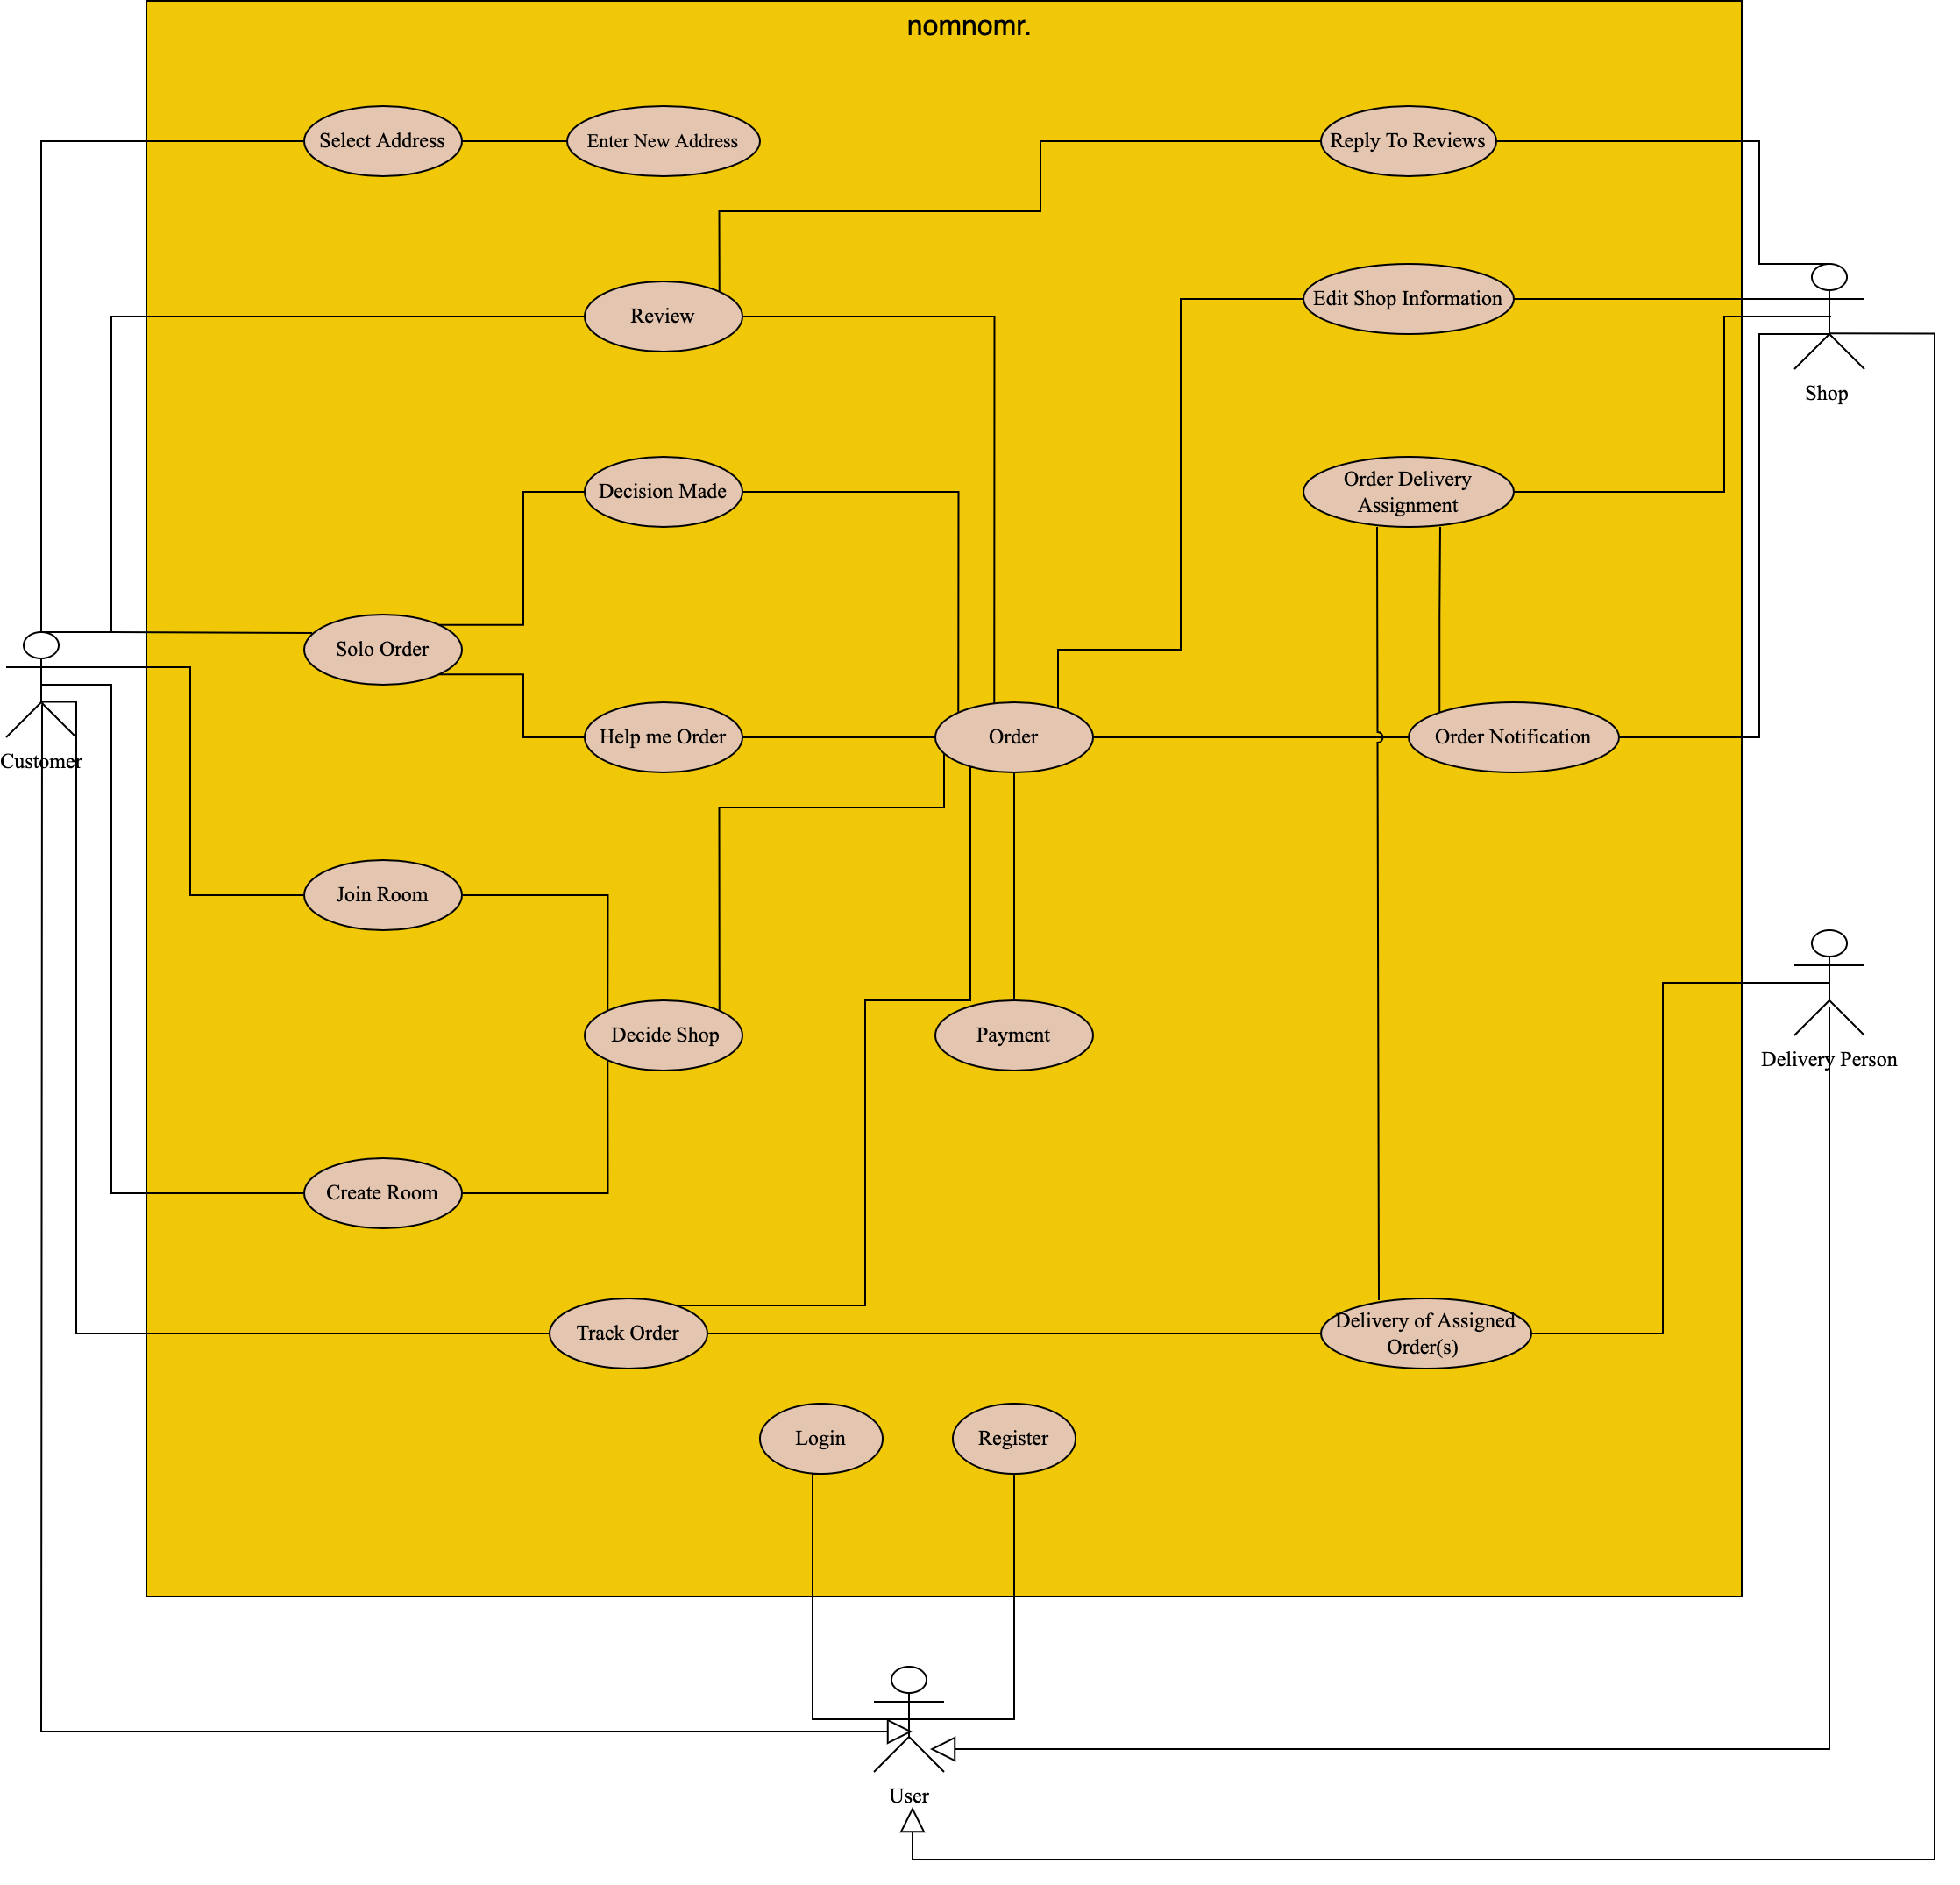 nomnomr.
Select Address
Enter New Address
Reply To Reviews
Review
Edit Shop Information
Shop
Decision Made
Order Delivery
Assignment
Solo Order
Help me Order
Order
Order Notification
Customer
Join Room
Decide Shop
Payment
Delivery Person
Create Room
Track Order
Delivery of Assigned
Order(s)
Login
Register
User